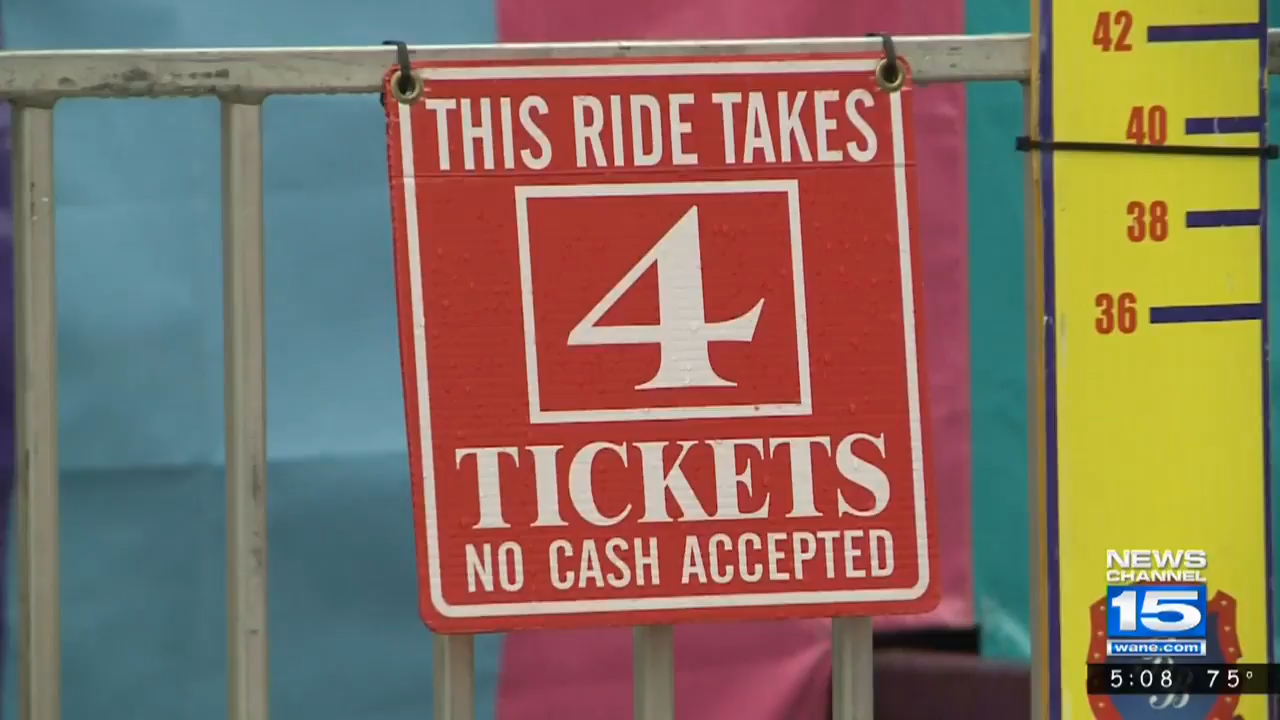 THIS RIDE TAKES
4
TICKETS
NO CASH ACCEPTED
42
40
38
36
NEWS
CHANNEL
15
wane.com
5:08 75°